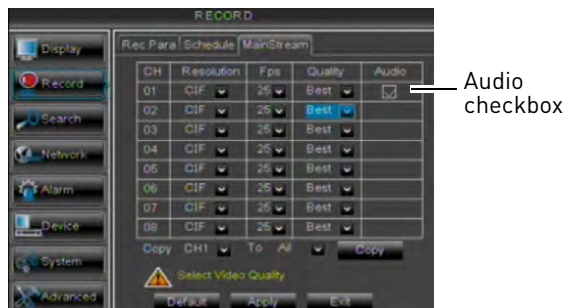 RECORD
Display
Record
Search
Network
Alarm
Device
System
Advanced
Rec Para Schedule MainStream
CH Resolution Fps Quality Audio
01 CIF 25 Best
02 CIF 25 Best
03 CIF 25 Best
04 CIF 25 Best
05 CIF 25 Best
06 CIF 25 Best
07 CIF 25 Best
08 CIF 25 Best
Copy CH1 To All Copy
Select Video Quality
Default Apply Exit
Audio
checkbox